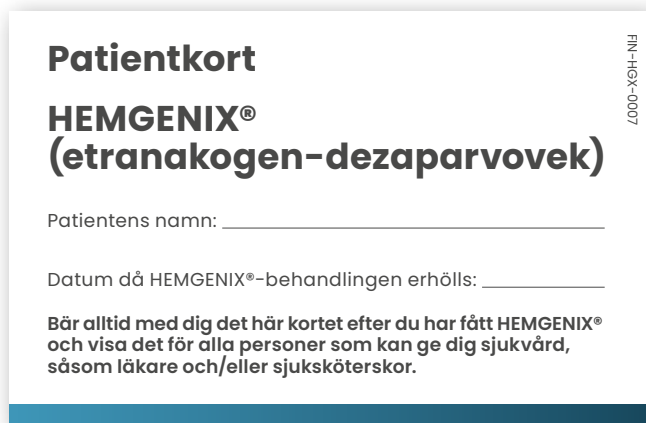 Patientkort
HEMGENIX®
(etranakogen-dezaparvovek)
Patientens namn:
Datum då HEMGENIX®-behandlingen erhölls:
Bär alltid med dig det här kortet efter du har fått HEMGENIX®
och visa det för alla personer som kan ge dig sjukvård,
såsom läkare och/eller sjuksköterskor.
FIN-HGX-0007